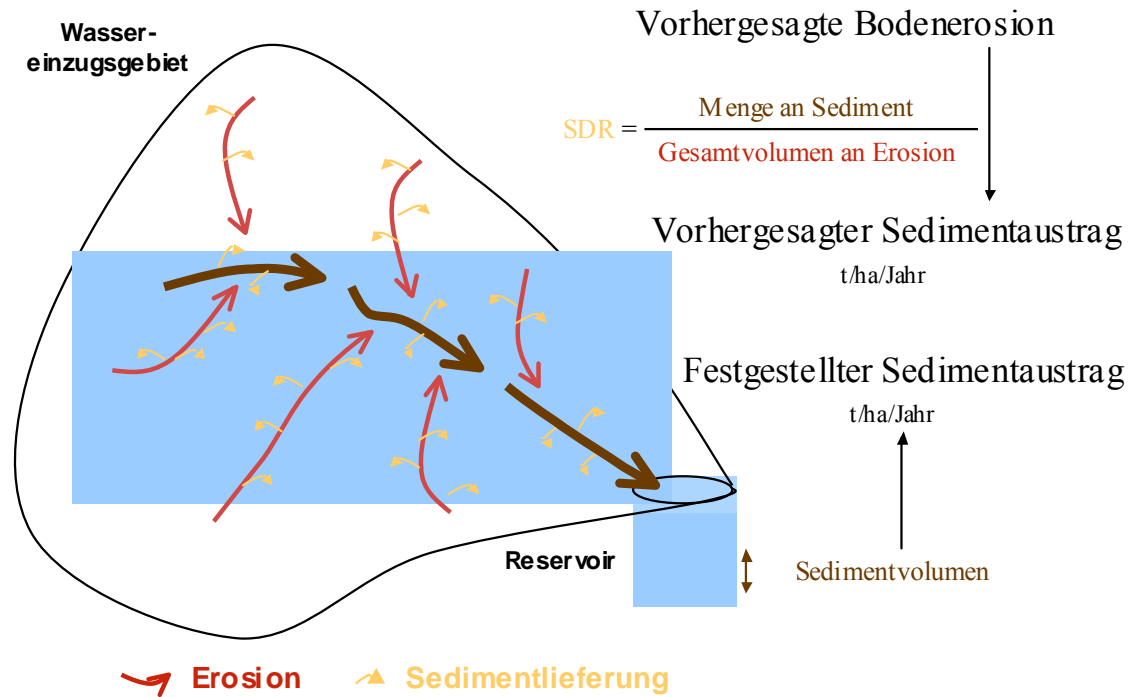 Wasser-
einzugsgebiet
Vorhergesagte Bodenerosion
Menge an Sediment
SDR =
Gesamtvolumen an Erosion
Vorhergesagter Sedimentaustrag
t/ha/Jahr
Festgestellter Sedimentaustrag
t/ha/Jahr
Reservoir
Sedimentvolumen
Erosion
Sedimentlieferung